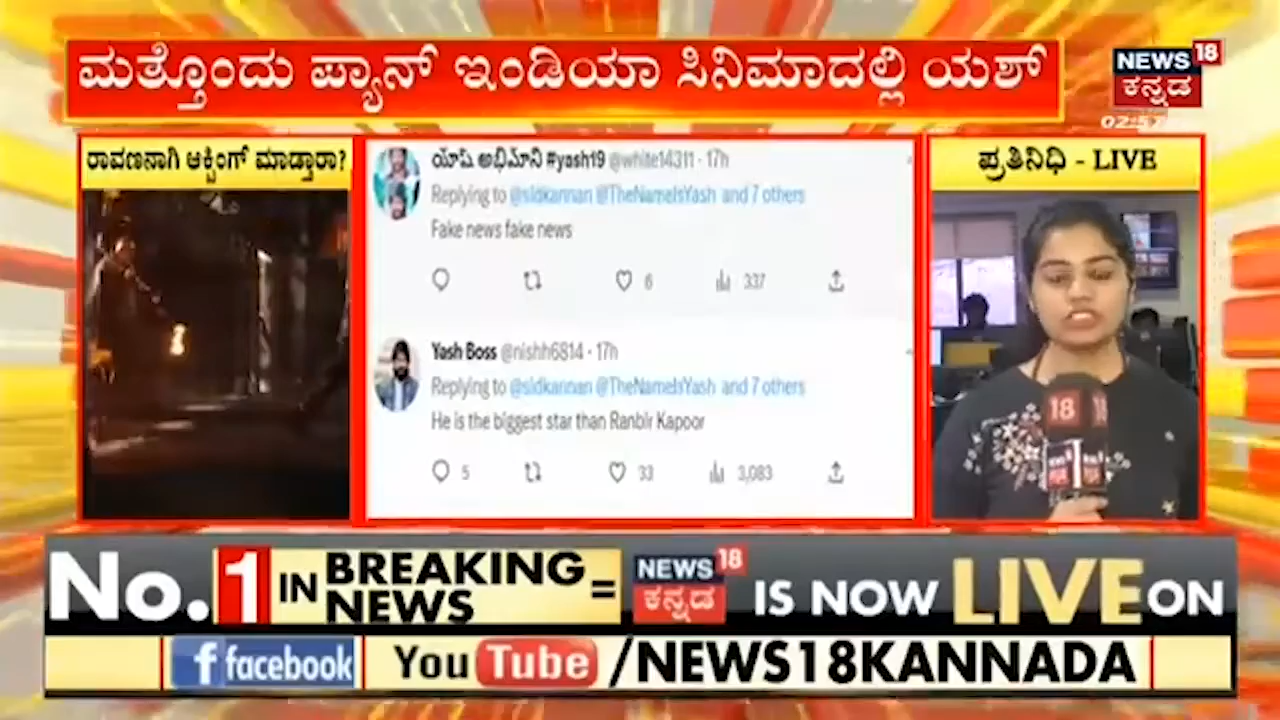 ಮತ್ತೊಂದು ಪ್ಯಾನ್ ಇಂಡಿಯಾ ಸಿನಿಮಾದಲ್ಲಿ ಯಶ್
NEWS 18
ಕನ್ನಡ
ರಾವಣನಾಗಿ ಆಕ್ಟಿಂಗ್ ಮಾಡ್ತಾರಾ?
ಯಶ್ ಅಭಿಮಾನಿ #yash19 @white14311 · 17h
Replying to @sidkannan @TheNameIsYash and 7 others
Fake news fake news
6 337
Yash Boss @nishh6814 · 17h
Replying to @sidkannan @TheNameIsYash and 7 others
He is the biggest star than Ranbir Kapoor
5 33 3,083
ಪ್ರತಿನಿಧಿ - LIVE
18
No.1 IN BREAKING NEWS = NEWS 18 ಕನ್ನಡ IS NOW LIVE ON
facebook YouTube /NEWS18KANNADA